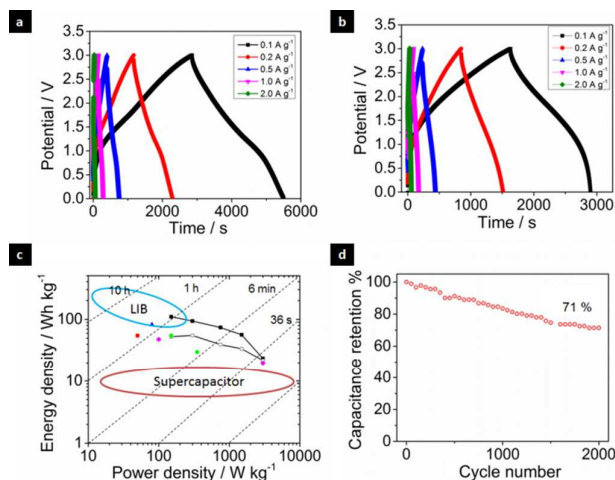 a
3.5
3.0
2.5
2.0
1.5
1.0
0.5
0.0
Potential / V
0.1 A g⁻¹
0.2 A g⁻¹
0.5 A g⁻¹
1.0 A g⁻¹
2.0 A g⁻¹
0 2000 4000 6000
Time / s
b
3.5
3.0
2.5
2.0
1.5
1.0
0.5
0.0
Potential / V
0.1 A g⁻¹
0.2 A g⁻¹
0.5 A g⁻¹
1.0 A g⁻¹
2.0 A g⁻¹
0 1000 2000 3000
Time / s
c
Energy density / Wh kg⁻¹
100
10
1
10 h
1 h
6 min
36 s
LIB
Supercapacitor
10 100 1000 10000
Power density / W kg⁻¹
d
Capacitance retention %
100
80
60
40
20
0
71 %
0 1000 2000
Cycle number